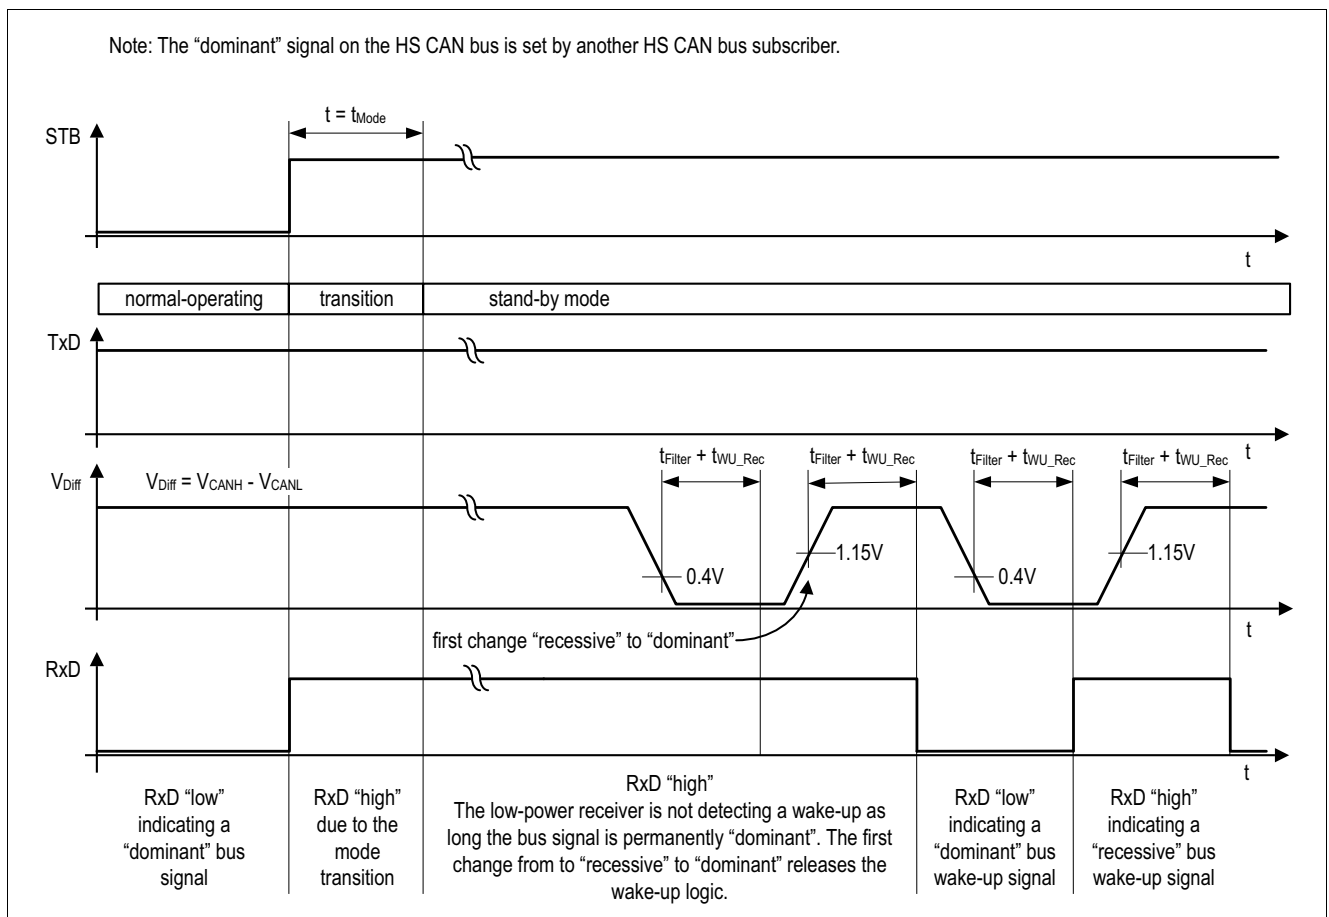 Note: The “dominant” signal on the HS CAN bus is set by another HS CAN bus subscriber.
t = tMode
STB
t
normal-operating
transition
stand-by mode
TxD
t
tFilter + tWU_Rec
tFilter + tWU_Rec
tFilter + tWU_Rec
tFilter + tWU_Rec
VDiff
VDiff = VCANH - VCANL
0.4V
1.15V
0.4V
1.15V
t
first change “recessive” to “dominant”
RxD
t
RxD “low”
indicating a
“dominant” bus
signal
RxD “high”
due to the
mode
transition
RxD “high”
The low-power receiver is not detecting a wake-up as
long the bus signal is permanently “dominant”. The first
change from to “recessive” to “dominant” releases the
wake-up logic.
RxD “low”
indicating a
“dominant” bus
wake-up signal
RxD “high”
indicating a
“recessive” bus
wake-up signal